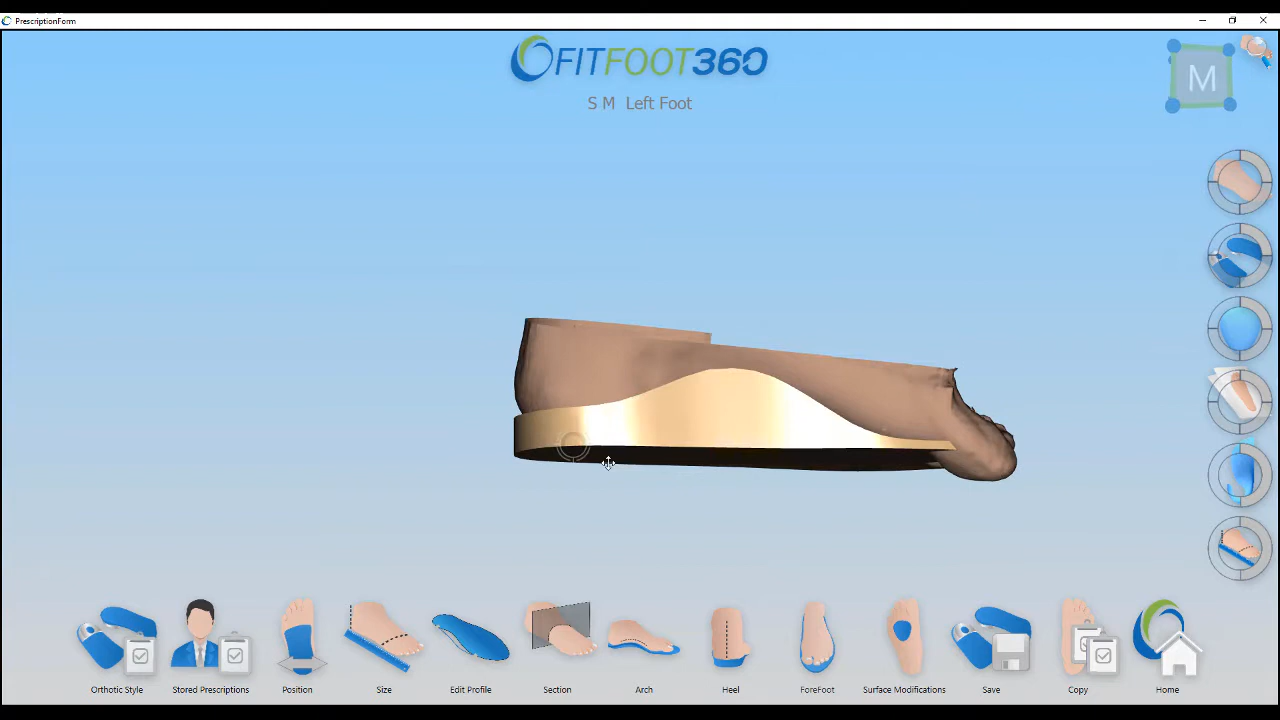 PrescriptionForm
FITFOOT360
S M Left Foot
M
Orthotic Style
Stored Prescriptions
Position
Size
Edit Profile
Section
Arch
Heel
ForeFoot
Surface Modifications
Save
Copy
Home